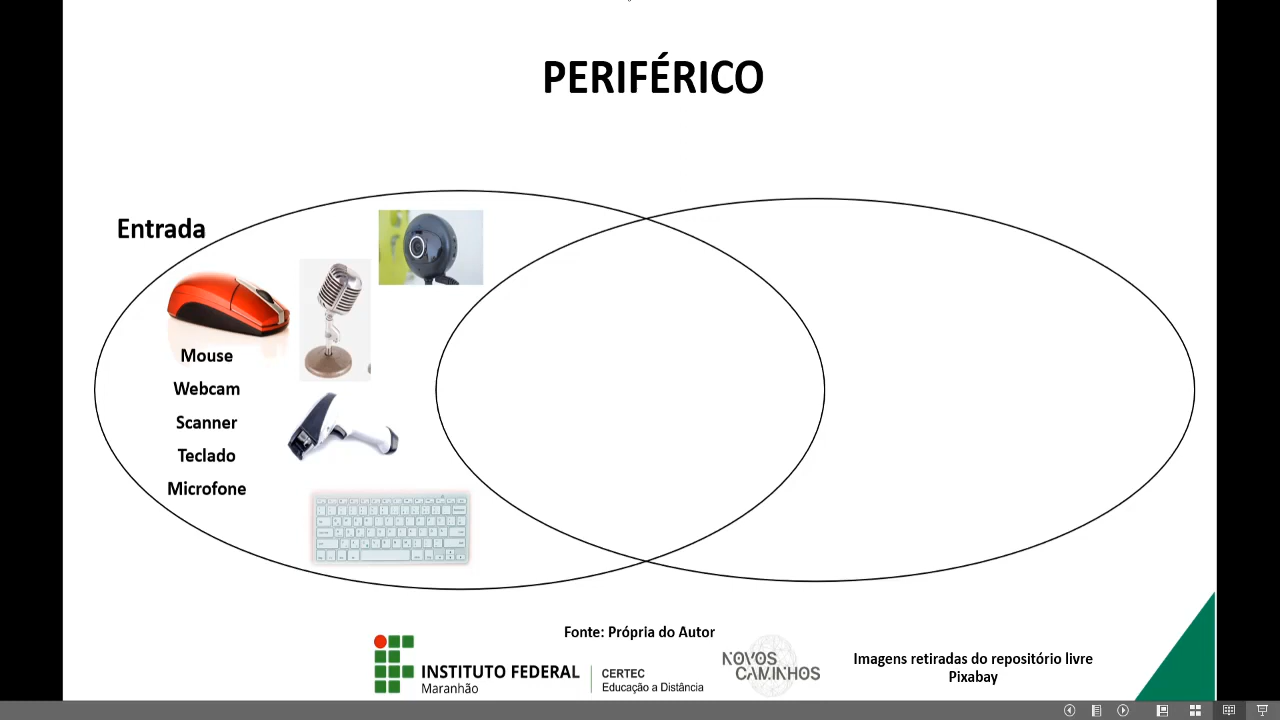 PERIFÉRICO
Entrada
Mouse
Webcam
Scanner
Teclado
Microfone
Fonte: Própria do Autor
INSTITUTO FEDERAL
Maranhão
CERTEC
Educação a Distância
NOVOS
CAMINHOS
Imagens retiradas do repositório livre
Pixabay